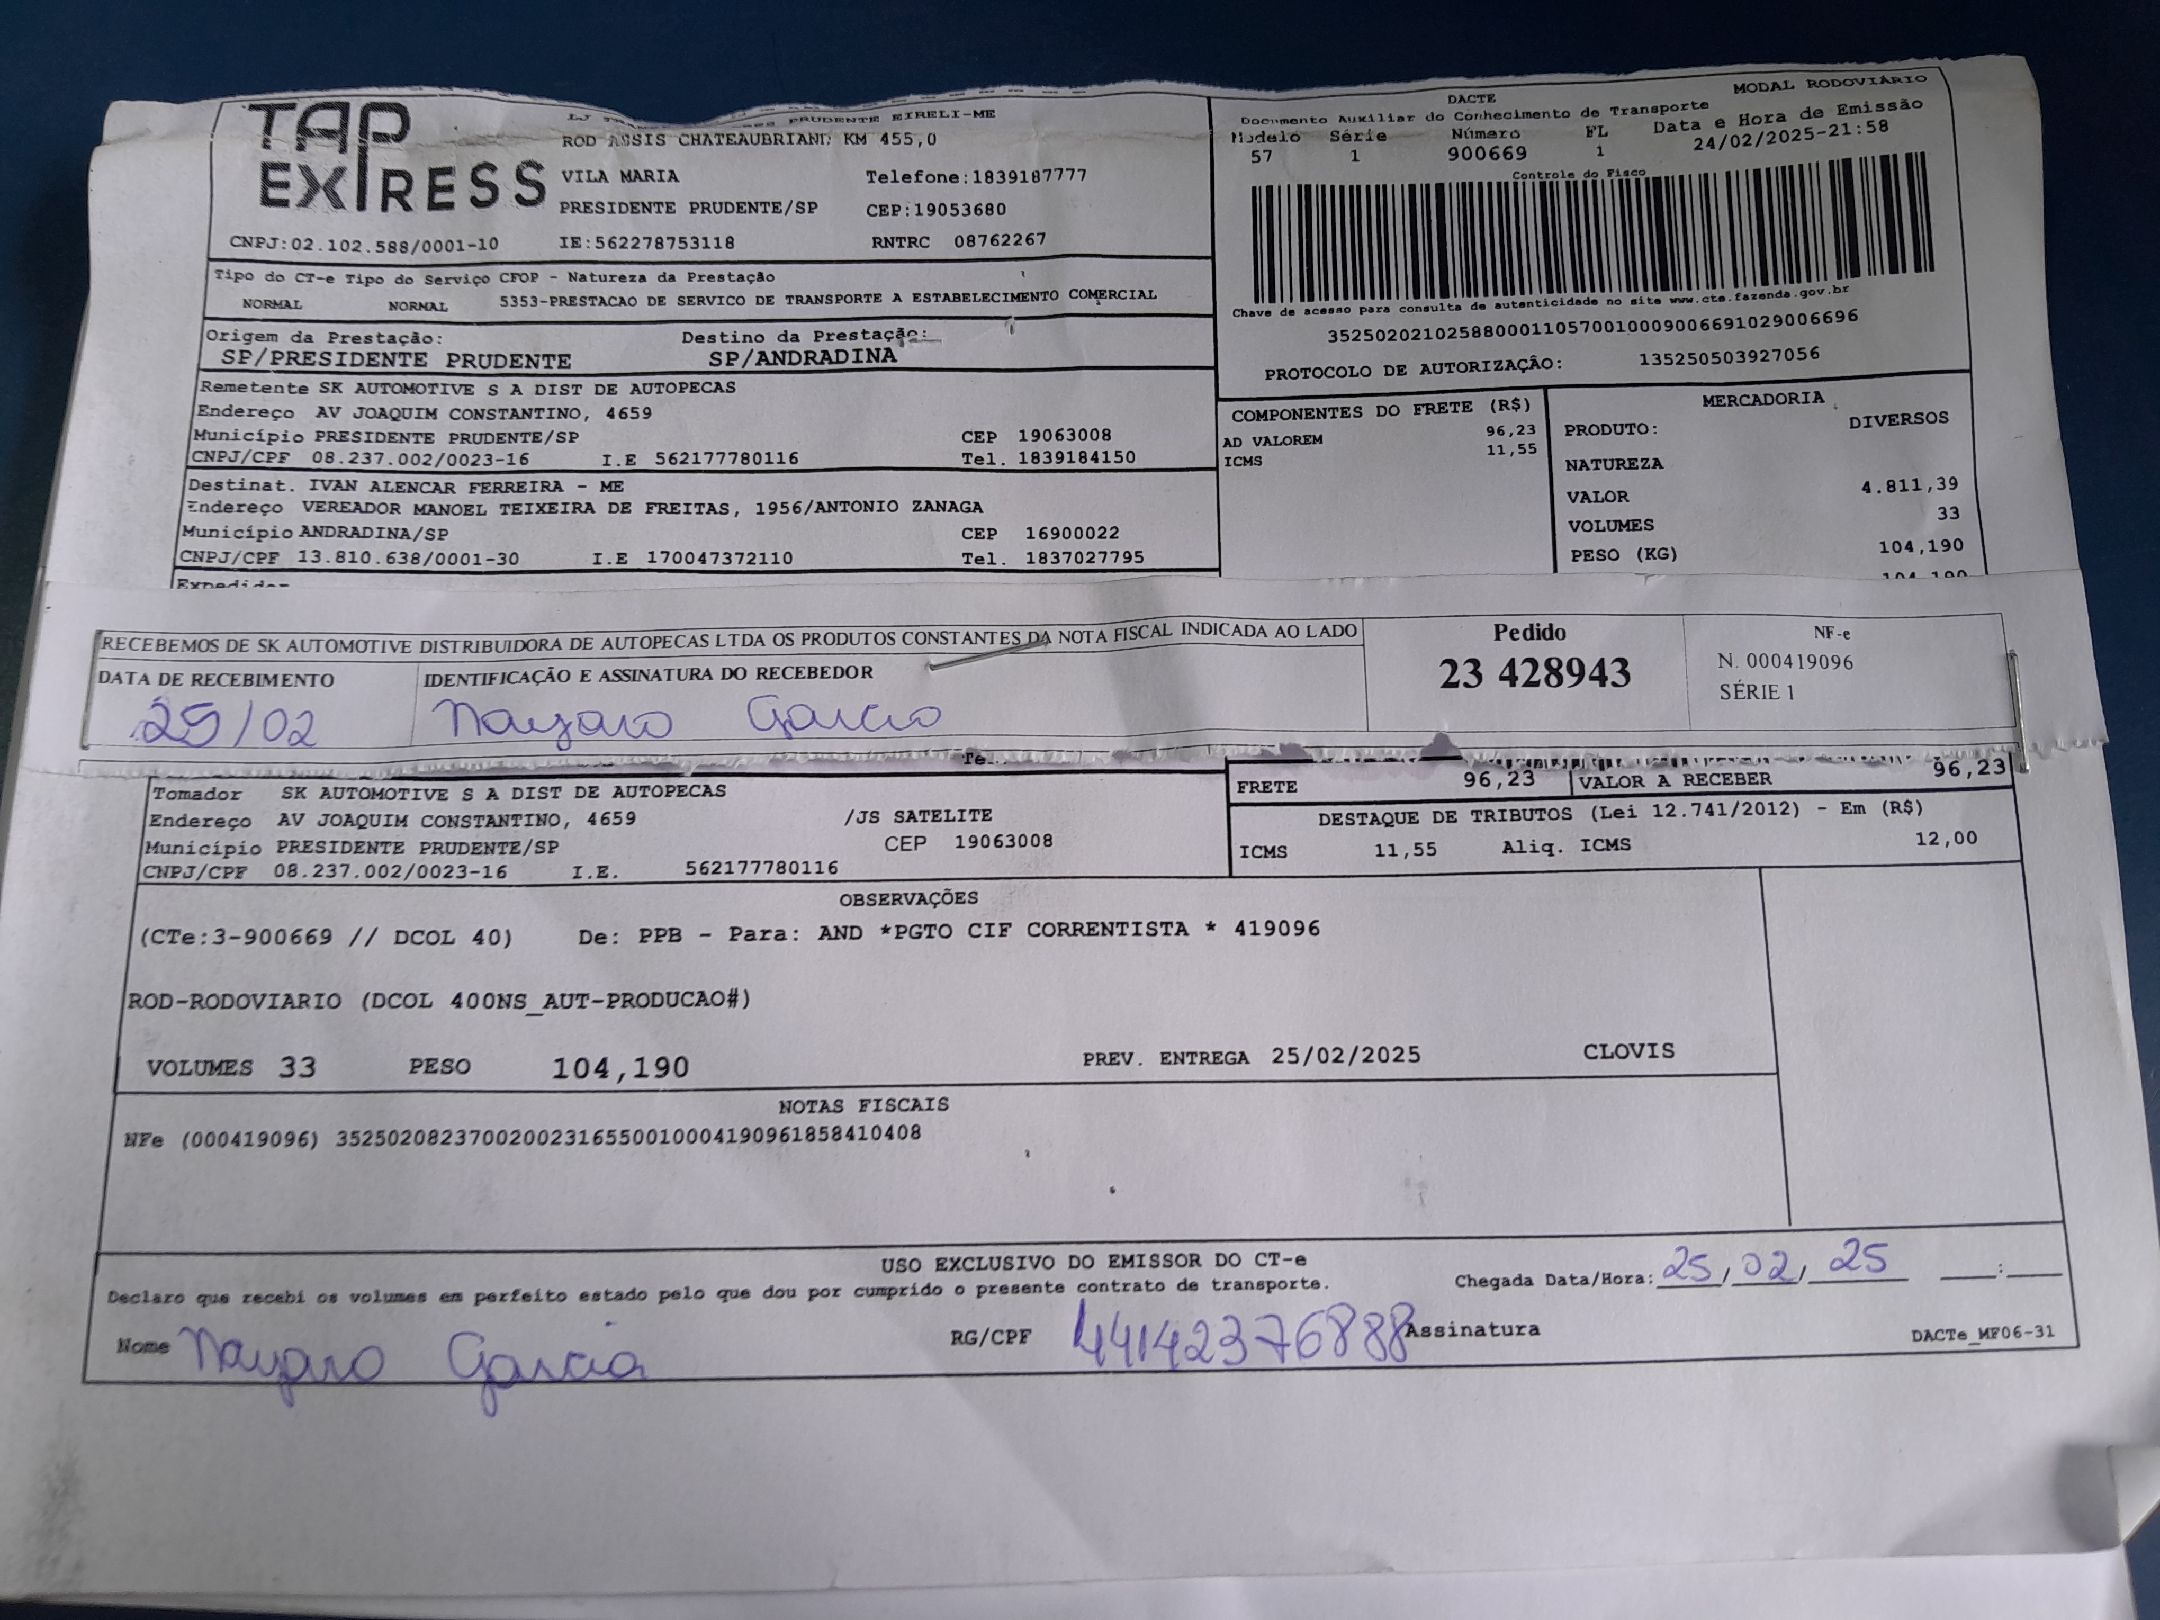 TAP
EXPRESS
PRUDENTE EIRELI-ME
ROD ASSIS CHATEAUBRIAND KM 455,0
VILA MARIA Telefone:1839187777
PRESIDENTE PRUDENTE/SP CEP:19053680
CNPJ:02.102.588/0001-10 IE:562278753118 RNTRC 08762267
MODAL RODOVIÁRIO
DACTE
Documento Auxiliar do Conhecimento de Transporte
Modelo Série Número FL Data e Hora de Emissão
57 1 900669 1 24/02/2025-21:58
Controle do Fisco
Chave de acesso para consulta de autenticidade no site www.cte.fazenda.gov.br
35250202102588000110570010009006691029006696
PROTOCOLO DE AUTORIZAÇÂO: 135250503927056
Tipo do CT-e Tipo do Serviço CFOP - Natureza da Prestação
NORMAL NORMAL 5353-PRESTACAO DE SERVICO DE TRANSPORTE A ESTABELECIMENTO COMERCIAL
Origem da Prestação: Destino da Prestação:
SP/PRESIDENTE PRUDENTE SP/ANDRADINA
Remetente SK AUTOMOTIVE S A DIST DE AUTOPECAS
Endereço AV JOAQUIM CONSTANTINO, 4659
Município PRESIDENTE PRUDENTE/SP CEP 19063008
CNPJ/CPF 08.237.002/0023-16 I.E 562177780116 Tel. 1839184150
Destinat. IVAN ALENCAR FERREIRA - ME
Endereço VEREADOR MANOEL TEIXEIRA DE FREITAS, 1956/ANTONIO ZANAGA
Município ANDRADINA/SP CEP 16900022
CNPJ/CPF 13.810.638/0001-30 I.E 170047372110 Tel. 1837027795
Expedidor
COMPONENTES DO FRETE (R$)
AD VALOREM 96,23
ICMS 11,55
MERCADORIA
PRODUTO: DIVERSOS
NATUREZA
VALOR 4.811,39
VOLUMES 33
PESO (KG) 104,190
104,190
RECEBEMOS DE SK AUTOMOTIVE DISTRIBUIDORA DE AUTOPECAS LTDA OS PRODUTOS CONSTANTES DA NOTA FISCAL INDICADA AO LADO
DATA DE RECEBIMENTO IDENTIFICAÇÃO E ASSINATURA DO RECEBEDOR
25/02 Nayara Garcia
Pedido
23 428943
NF-e
N. 000419096
SÉRIE 1
Te
FRETE 96,23 VALOR A RECEBER 96,23
Tomador SK AUTOMOTIVE S A DIST DE AUTOPECAS
Endereço AV JOAQUIM CONSTANTINO, 4659 /JS SATELITE
Município PRESIDENTE PRUDENTE/SP CEP 19063008
CNPJ/CPF 08.237.002/0023-16 I.E. 562177780116
DESTAQUE DE TRIBUTOS (Lei 12.741/2012) - Em (R$)
ICMS 11,55 Aliq. ICMS 12,00
OBSERVAÇÕES
(CTe:3-900669 // DCOL 40) De: PPB - Para: AND *PGTO CIF CORRENTISTA * 419096
ROD-RODOVIARIO (DCOL 400NS_AUT-PRODUCAO#)
VOLUMES 33 PESO 104,190 PREV. ENTREGA 25/02/2025 CLOVIS
NOTAS FISCAIS
NFe (000419096) 35250208237002002316550010004190961858410408
USO EXCLUSIVO DO EMISSOR DO CT-e
Declaro que recebi os volumes em perfeito estado pelo que dou por cumprido o presente contrato de transporte.
Chegada Data/Hora: 25/02/25 __:__
Nome Nayara Garcia RG/CPF 44142376888 Assinatura
DACTe_MF06-31